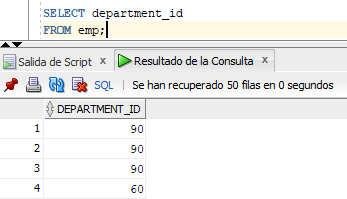 SELECT department_id
FROM emp;
Salida de Script x Resultado de la Consulta x
SQL | Se han recuperado 50 filas en 0 segundos
DEPARTMENT_ID
1 90
2 90
3 90
4 60